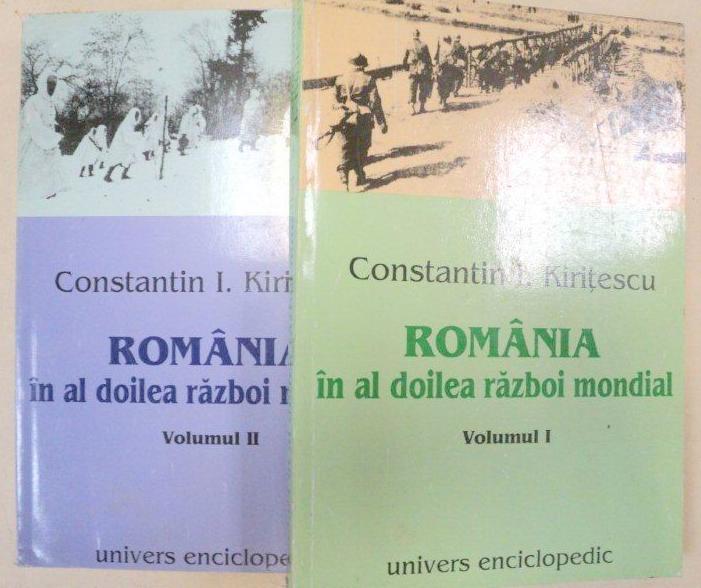 Constantin I. Kiri
ROMÂNIA
în al doilea război
Volumul II
univers enciclope
Constantin I. Kirițescu
ROMÂNIA
în al doilea război mondial
Volumul I
univers enciclopedic